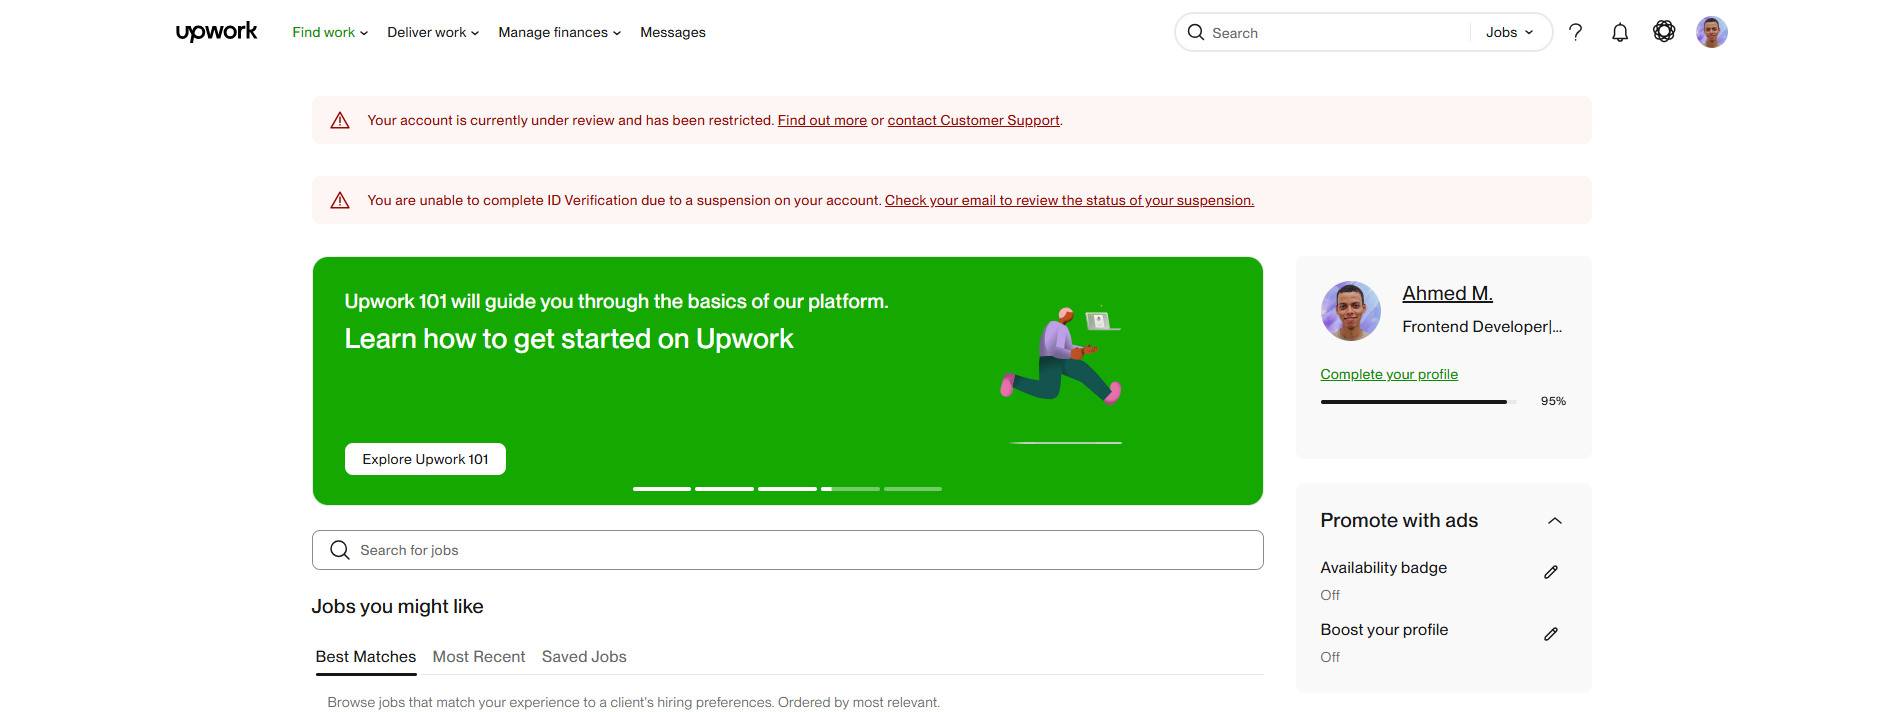 upwork
Find work
Deliver work
Manage finances
Messages
Search
Jobs
Your account is currently under review and has been restricted. Find out more or contact Customer Support.
You are unable to complete ID Verification due to a suspension on your account. Check your email to review the status of your suspension.
Upwork 101 will guide you through the basics of our platform.
Learn how to get started on Upwork
Explore Upwork 101
Ahmed M.
Frontend Developer|...
Complete your profile
95%
Promote with ads
Availability badge
Off
Boost your profile
Off
Search for jobs
Jobs you might like
Best Matches
Most Recent
Saved Jobs
Browse jobs that match your experience to a client's hiring preferences. Ordered by most relevant.